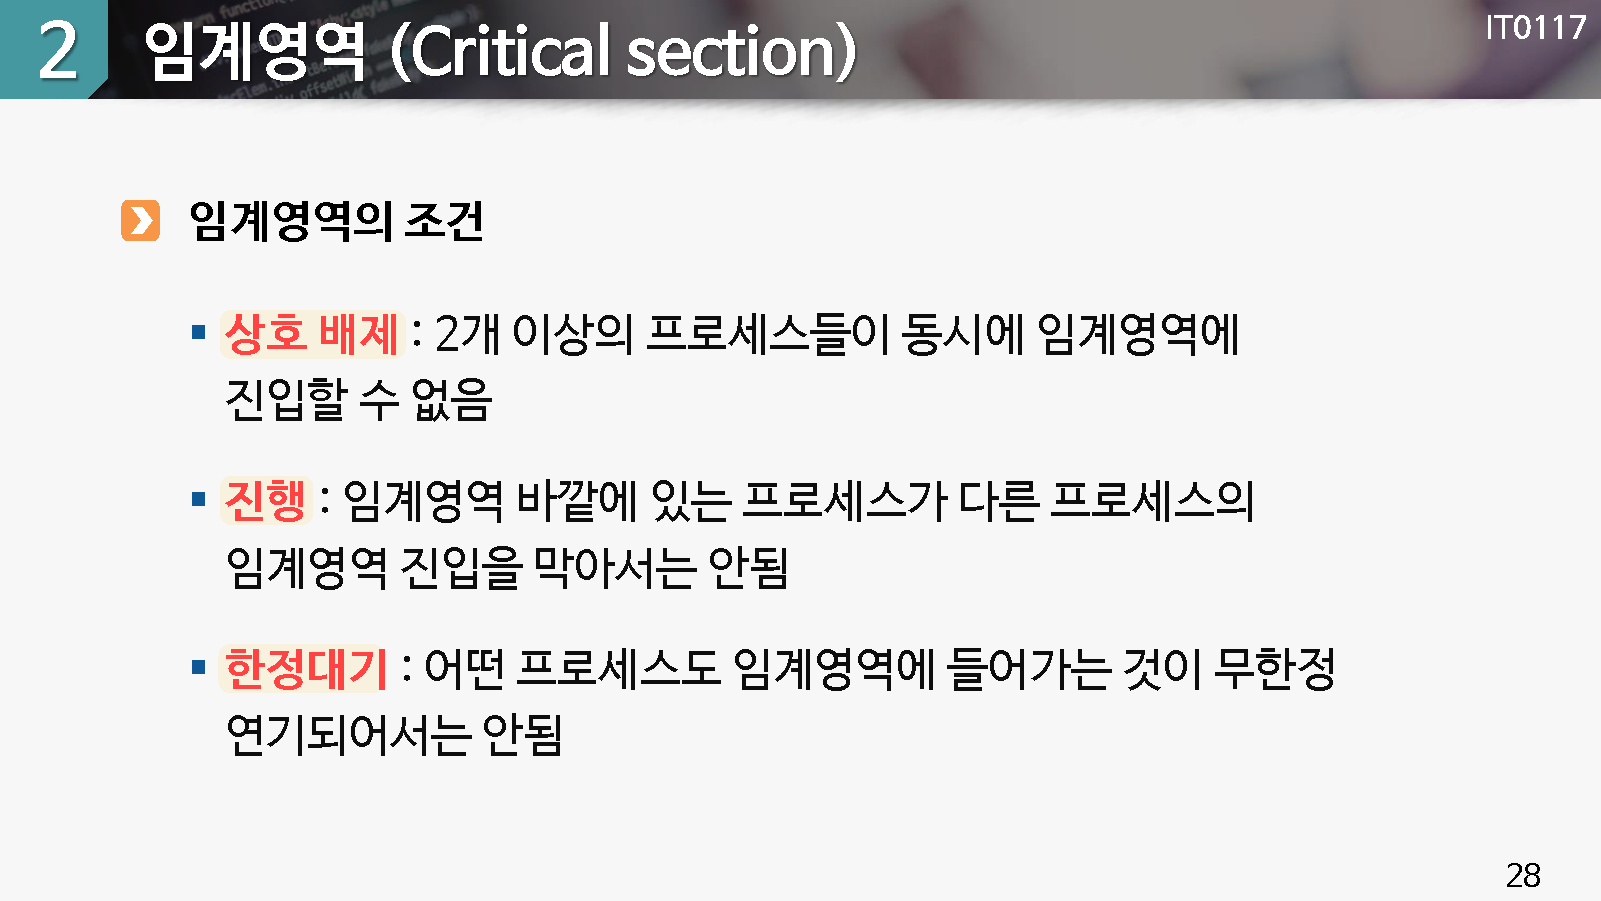 2 임계영역 (Critical section)
IT0117
임계영역의 조건
▪ 상호 배제 : 2개 이상의 프로세스들이 동시에 임계영역에
진입할 수 없음
▪ 진행 : 임계영역 바깥에 있는 프로세스가 다른 프로세스의
임계영역 진입을 막아서는 안됨
▪ 한정대기 : 어떤 프로세스도 임계영역에 들어가는 것이 무한정
연기되어서는 안됨
28